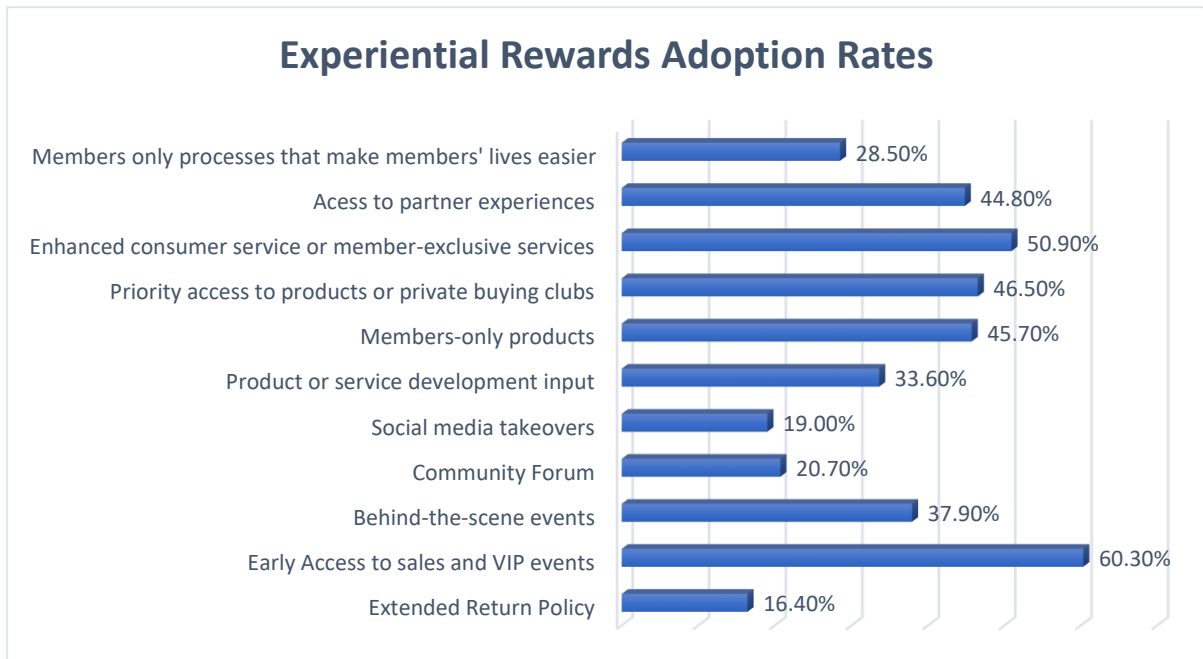 Experiential Rewards Adoption Rates
Members only processes that make members' lives easier 28.50%
Acess to partner experiences 44.80%
Enhanced consumer service or member-exclusive services 50.90%
Priority access to products or private buying clubs 46.50%
Members-only products 45.70%
Product or service development input 33.60%
Social media takeovers 19.00%
Community Forum 20.70%
Behind-the-scene events 37.90%
Early Access to sales and VIP events 60.30%
Extended Return Policy 16.40%